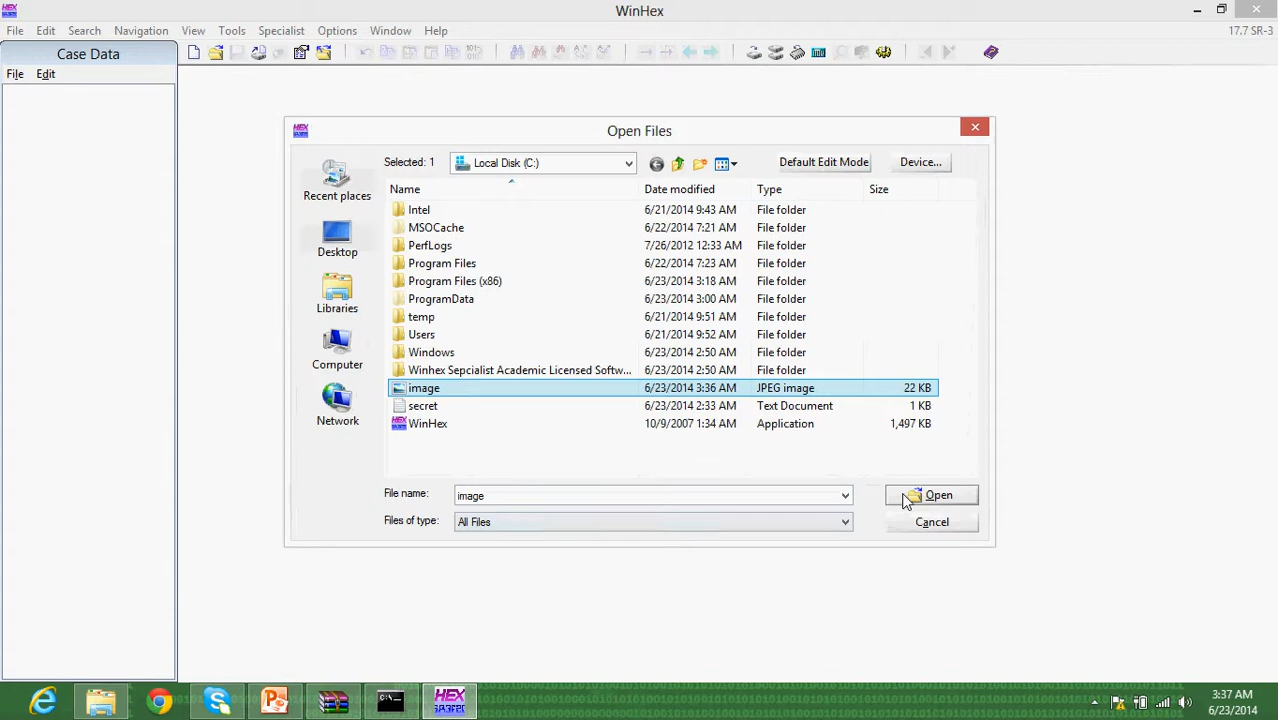 WinHex
File Edit Search Navigation View Tools Specialist Options Window Help 17.7 SR-3
Case Data
File Edit
Open Files
Selected: 1 Local Disk (C:) Default Edit Mode Device...
Name Date modified Type Size
Intel 6/21/2014 9:43 AM File folder
MSOCache 6/22/2014 7:21 AM File folder
PerfLogs 7/26/2012 12:33 AM File folder
Program Files 6/22/2014 7:23 AM File folder
Program Files (x86) 6/23/2014 3:18 AM File folder
ProgramData 6/23/2014 3:00 AM File folder
temp 6/21/2014 9:51 AM File folder
Users 6/21/2014 9:52 AM File folder
Windows 6/23/2014 2:50 AM File folder
Winhex Sepcialist Academic Licensed Softw... 6/23/2014 2:50 AM File folder
image 6/23/2014 3:36 AM JPEG image 22 KB
secret 6/23/2014 2:33 AM Text Document 1 KB
WinHex 10/9/2007 1:34 AM Application 1,497 KB
Recent places
Desktop
Libraries
Computer
Network
File name: image Open
Files of type: All Files Cancel
HEX
3:37 AM
6/23/2014